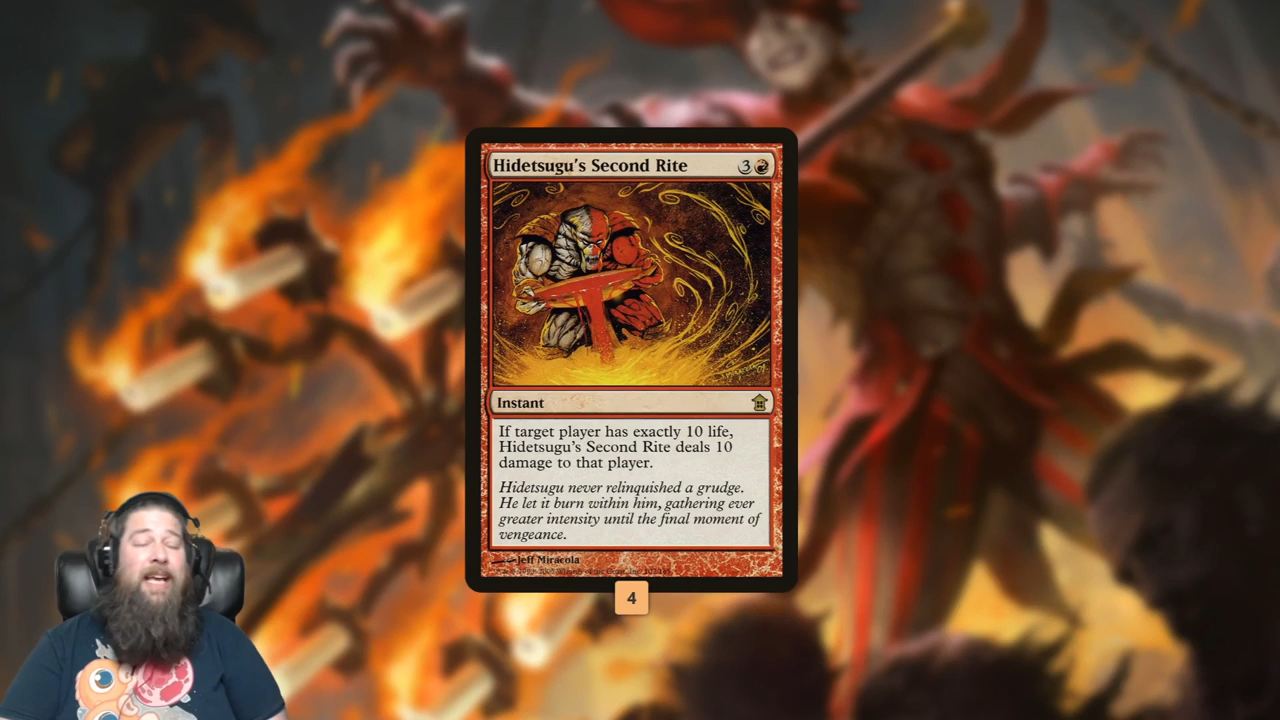 Hidetsugu's Second Rite 3
Instant
If target player has exactly 10 life,
Hidetsugu's Second Rite deals 10
damage to that player.
Hidetsugu never relinquished a grudge.
He let it burn within him, gathering ever
greater intensity until the final moment of
vengeance.
Jeff Miracola
4